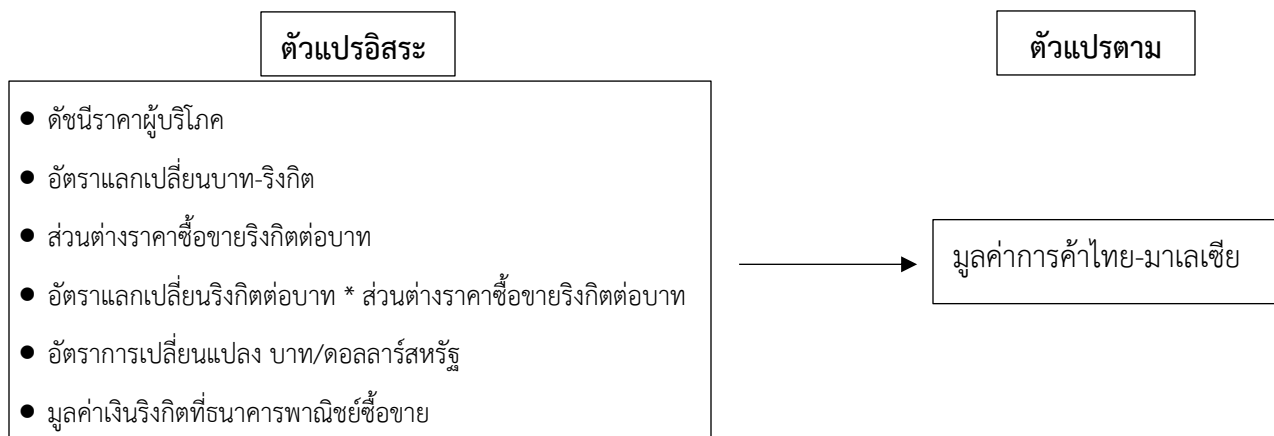 ตัวแปรอิสระ
ตัวแปรตาม
● ดัชนีราคาผู้บริโภค
● อัตราแลกเปลี่ยนบาท-ริงกิต
● ส่วนต่างราคาซื้อขายริงกิตต่อบาท
● อัตราแลกเปลี่ยนริงกิตต่อบาท * ส่วนต่างราคาซื้อขายริงกิตต่อบาท
● อัตราการเปลี่ยนแปลง บาท/ดอลลาร์สหรัฐ
● มูลค่าเงินริงกิตที่ธนาคารพาณิชย์ซื้อขาย
มูลค่าการค้าไทย-มาเลเซีย